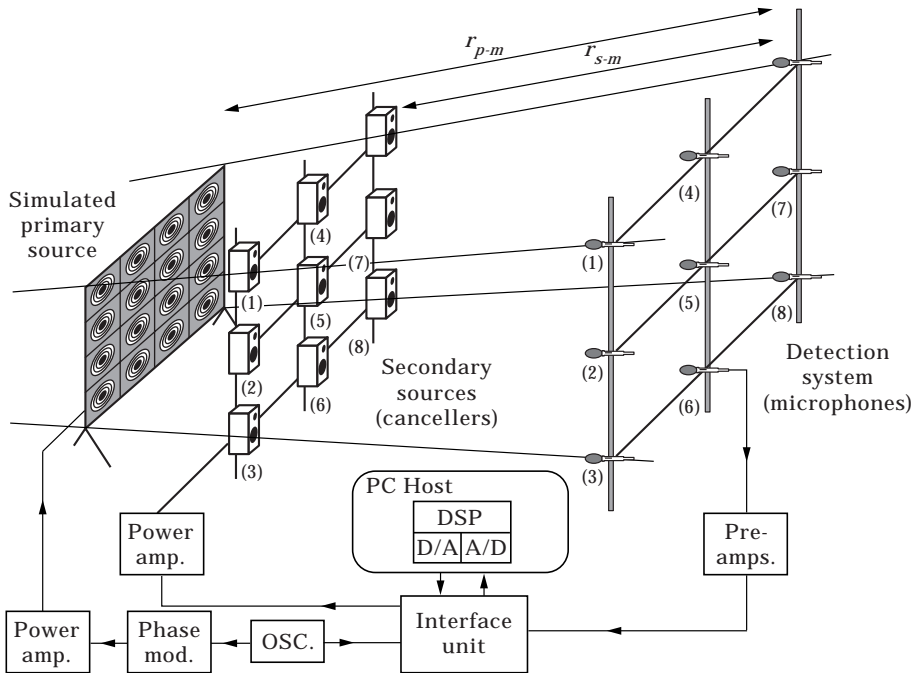 r p-m
r s-m
Simulated
primary
source
(1)
(2)
(3)
(4)
(5)
(6)
(7)
(8)
Secondary
sources
(cancellers)
(1)
(2)
(3)
(4)
(5)
(6)
(7)
(8)
Detection
system
(microphones)
PC Host
DSP
D/A A/D
Power
amp.
Pre-
amps.
Power
amp.
Phase
mod.
OSC.
Interface
unit